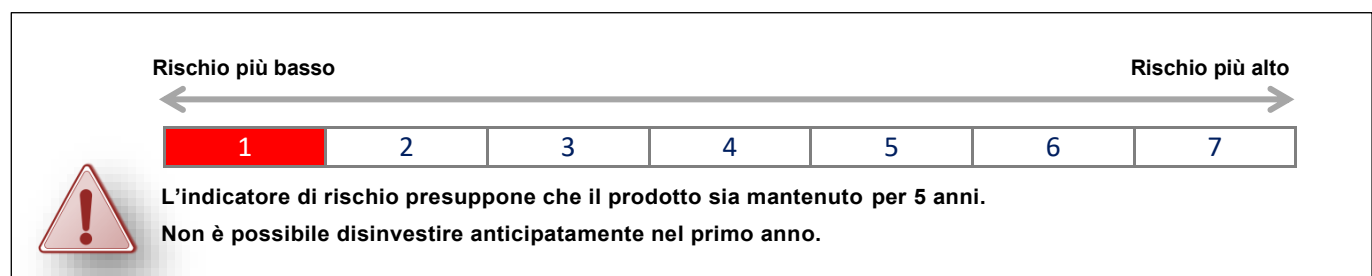 Rischio più basso Rischio più alto
1 2 3 4 5 6 7
L’indicatore di rischio presuppone che il prodotto sia mantenuto per 5 anni.
Non è possibile disinvestire anticipatamente nel primo anno.